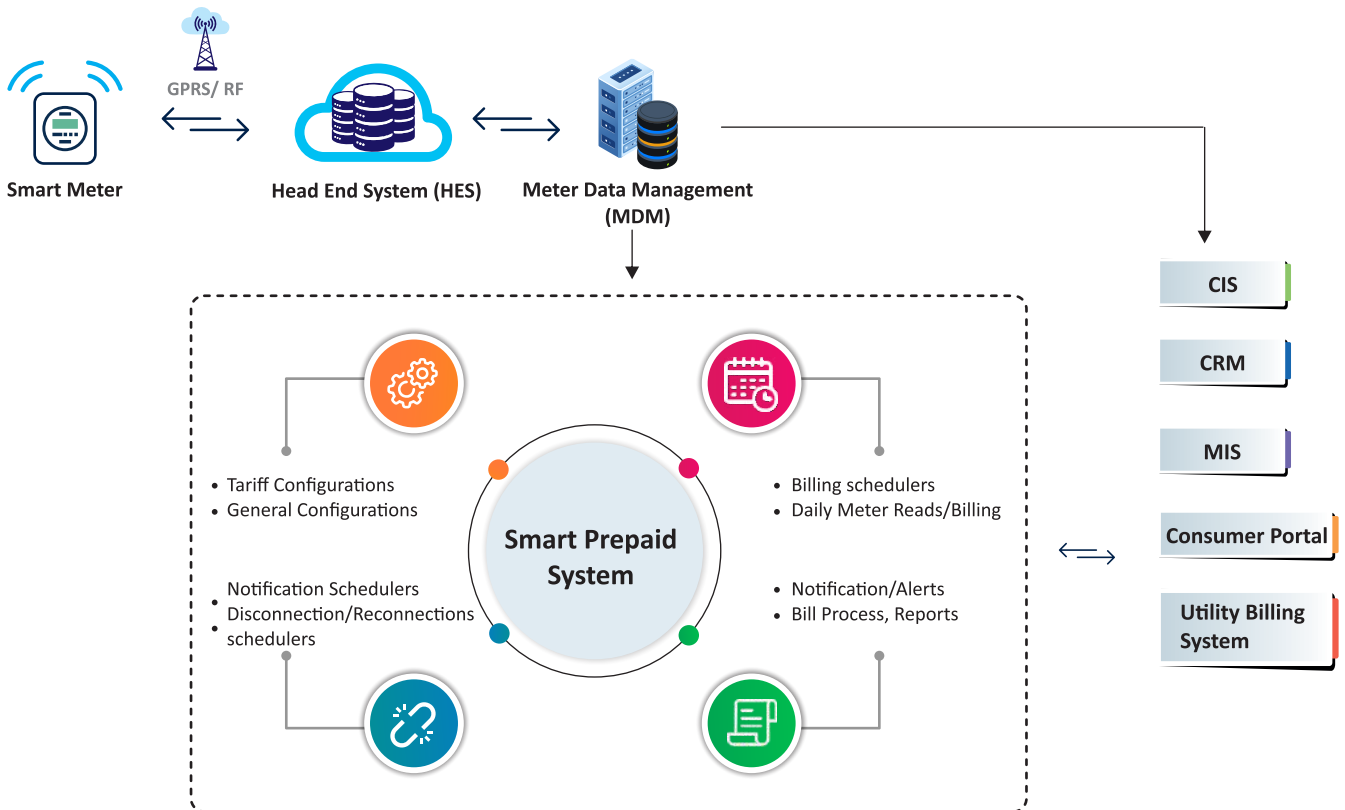 GPRS/ RF
Smart Meter
Head End System (HES)
Meter Data Management
(MDM)
CIS
CRM
MIS
Consumer Portal
Utility Billing
System
• Tariff Configurations
• General Configurations
• Billing schedulers
• Daily Meter Reads/Billing
Smart Prepaid
System
• Notification Schedulers
Disconnection/Reconnections
• schedulers
• Notification/Alerts
• Bill Process, Reports